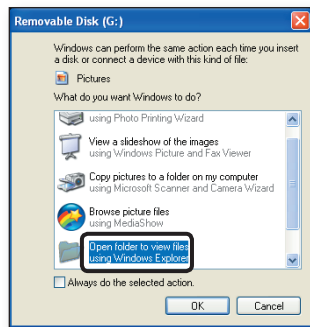 Removable Disk (G:)
Windows can perform the same action each time you insert
a disk or connect a device with this kind of file:
Pictures
What do you want Windows to do?
using Photo Printing Wizard
View a slideshow of the images
using Windows Picture and Fax Viewer
Copy pictures to a folder on my computer
using Microsoft Scanner and Camera Wizard
Browse picture files
using MediaShow
Open folder to view files
using Windows Explorer
Always do the selected action.
OK
Cancel